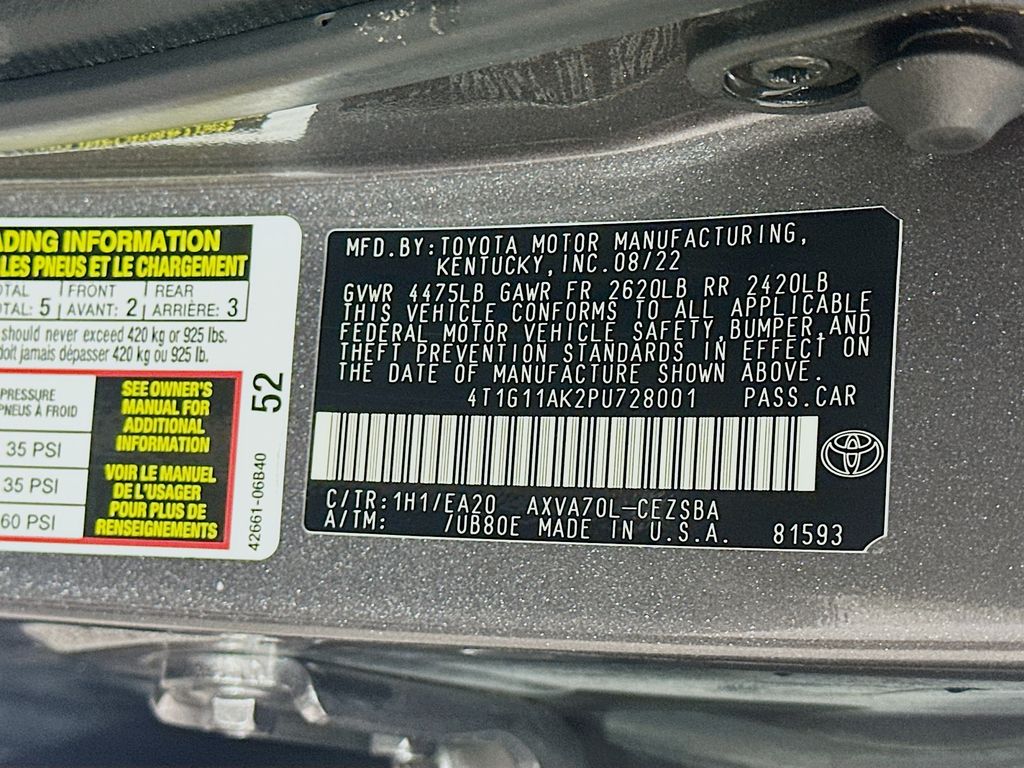 ADING INFORMATION
LES PNEUS ET LE CHARGEMENT
OTAL FRONT REAR
TOTAL: 5 AVANT: 2 ARRIÈRE: 3
should never exceed 420 kg or 925 lbs.
doit jamais dépasser 420 kg ou 925 lb.
PRESSURE
PNEUS À FROID
35 PSI
35 PSI
60 PSI
SEE OWNER'S
MANUAL FOR
ADDITIONAL
INFORMATION
VOIR LE MANUEL
DE L'USAGER
POUR PLUS DE
RENSEIGNEMENTS
52
42661-06B40
MFD.BY:TOYOTA MOTOR MANUFACTURING,
KENTUCKY,INC.08/22
GVWR 4475LB GAWR FR 2620LB RR 2420LB
THIS VEHICLE CONFORMS TO ALL APPLICABLE
FEDERAL MOTOR VEHICLE SAFETY,BUMPER,AND
THEFT PREVENTION STANDARDS IN EFFECT ON
THE DATE OF MANUFACTURE SHOWN ABOVE.
4T1G11AK2PU728001 PASS.CAR
C/TR:1H1/EA20 AXVA70L-CEZSBA
A/TM: /UB80E MADE IN U.S.A. 81593